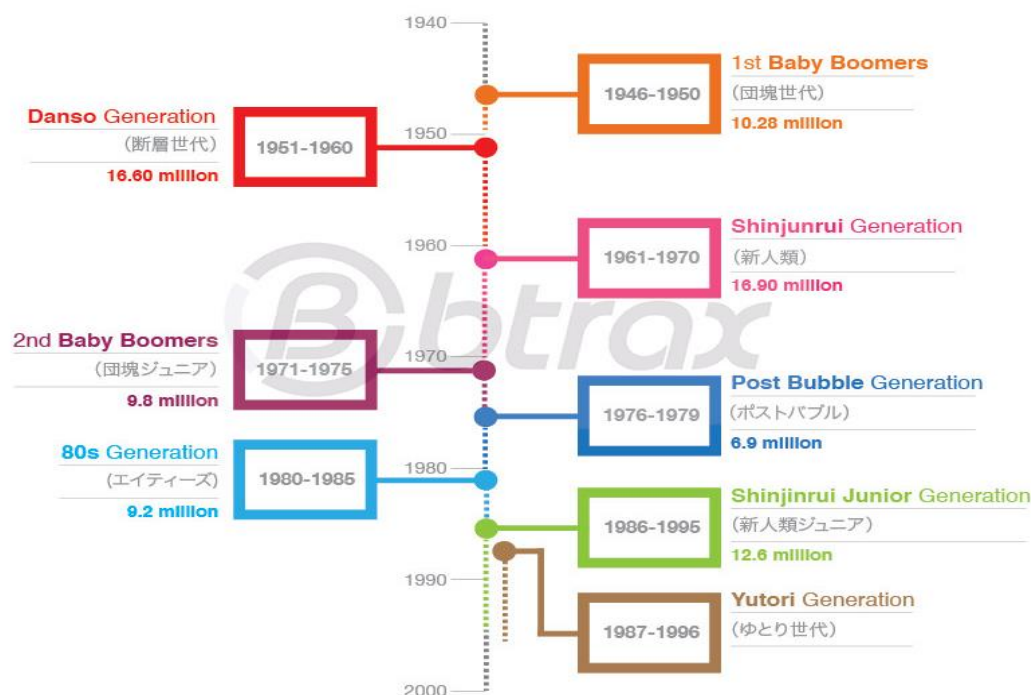 1940
1st Baby Boomers
1946-1950
(団塊世代)
10.28 million
Danso Generation
(断層世代)
1951-1960
16.60 million
1950
Shinjunrui Generation
1960
1961-1970
(新人類)
16.90 million
btrax
2nd Baby Boomers
1970
(団塊ジュニア)
1971-1975
9.8 million
Post Bubble Generation
1976-1979
(ポストバブル)
6.9 million
80s Generation
1980
(エイティーズ)
1980-1985
9.2 million
Shinjinrui Junior Generation
1986-1995
(新人類ジュニア)
12.6 million
1990
Yutori Generation
1987-1996
(ゆとり世代)
2000